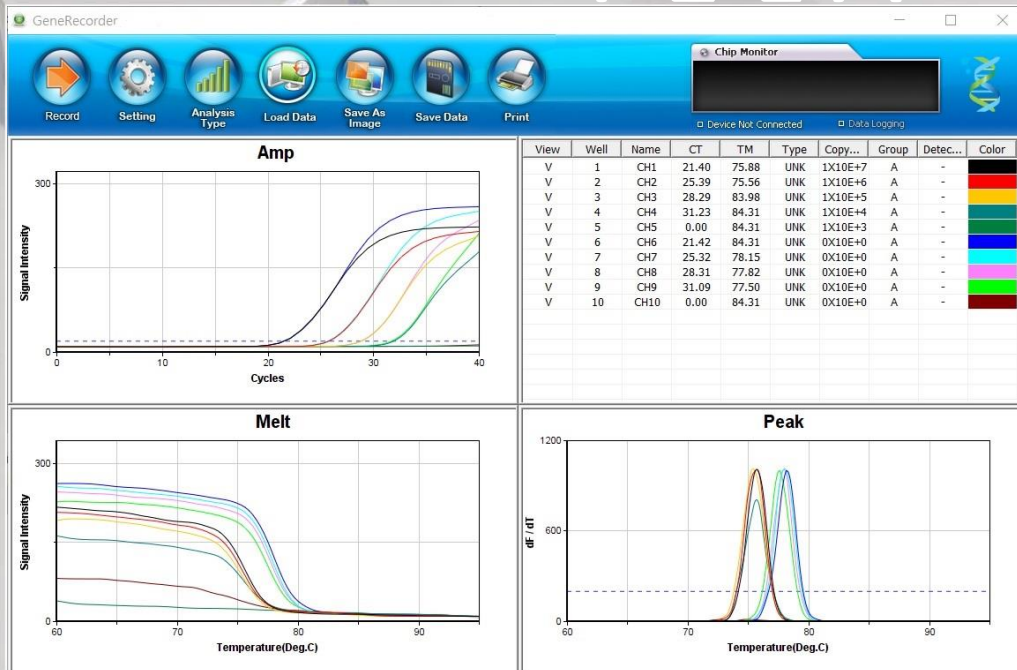 GeneRecorder
Chip Monitor
Record
Setting
Analysis
Type
Load Data
Save As
Image
Save Data
Print
Device Not Connected
Data Logging
Amp
300
0
Signal Intensity
0 10 20 30 40
Cycles
View Well Name CT TM Type Copy... Group Detec... Color
V 1 CH1 21.40 75.88 UNK 1X10E+7 A -
V 2 CH2 25.39 75.56 UNK 1X10E+6 A -
V 3 CH3 28.29 83.98 UNK 1X10E+5 A -
V 4 CH4 31.23 84.31 UNK 1X10E+4 A -
V 5 CH5 0.00 84.31 UNK 1X10E+3 A -
V 6 CH6 21.42 84.31 UNK 0X10E+0 A -
V 7 CH7 25.32 78.15 UNK 0X10E+0 A -
V 8 CH8 28.31 77.82 UNK 0X10E+0 A -
V 9 CH9 31.09 77.50 UNK 0X10E+0 A -
V 10 CH10 0.00 84.31 UNK 0X10E+0 A -
Melt
300
0
Signal Intensity
60 70 80 90
Temperature(Deg.C)
Peak
1200
600
0
dF / dT
60 70 80 90
Temperature(Deg.C)